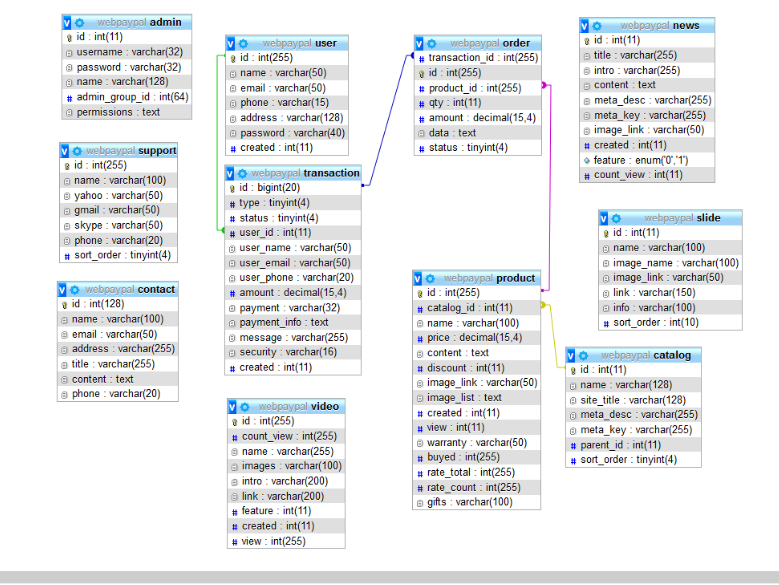 webpaypal admin
id : int(11)
username : varchar(32)
password : varchar(32)
name : varchar(128)
admin_group_id : int(64)
permissions : text
webpaypal support
id : int(255)
name : varchar(100)
yahoo : varchar(50)
gmail : varchar(50)
skype : varchar(50)
phone : varchar(20)
sort_order : tinyint(4)
webpaypal contact
id : int(128)
name : varchar(100)
email : varchar(50)
address : varchar(255)
title : varchar(255)
content : text
phone : varchar(20)
webpaypal user
id : int(255)
name : varchar(50)
email : varchar(50)
phone : varchar(15)
address : varchar(128)
password : varchar(40)
created : int(11)
webpaypal transaction
id : bigint(20)
type : tinyint(4)
status : tinyint(4)
user_id : int(11)
user_name : varchar(50)
user_email : varchar(50)
user_phone : varchar(20)
amount : decimal(15,4)
payment : varchar(32)
payment_info : text
message : varchar(255)
security : varchar(16)
created : int(11)
webpaypal video
id : int(255)
count_view : int(255)
name : varchar(255)
images : varchar(100)
intro : varchar(200)
link : varchar(200)
feature : int(11)
created : int(11)
view : int(255)
webpaypal order
transaction_id : int(255)
id : int(255)
product_id : int(255)
qty : int(11)
amount : decimal(15,4)
data : text
status : tinyint(4)
webpaypal product
id : int(255)
catalog_id : int(11)
name : varchar(100)
price : decimal(15,4)
content : text
discount : int(11)
image_link : varchar(50)
image_list : text
created : int(11)
view : int(11)
warranty : varchar(50)
buyed : int(255)
rate_total : int(255)
rate_count : int(255)
gifts : varchar(100)
webpaypal news
id : int(11)
title : varchar(255)
intro : varchar(255)
content : text
meta_desc : varchar(255)
meta_key : varchar(255)
image_link : varchar(50)
created : int(11)
feature : enum('0','1')
count_view : int(11)
webpaypal slide
id : int(11)
name : varchar(100)
image_name : varchar(100)
image_link : varchar(50)
link : varchar(150)
info : varchar(100)
sort_order : int(10)
webpaypal catalog
id : int(11)
name : varchar(128)
site_title : varchar(128)
meta_desc : varchar(255)
meta_key : varchar(255)
parent_id : int(11)
sort_order : tinyint(4)